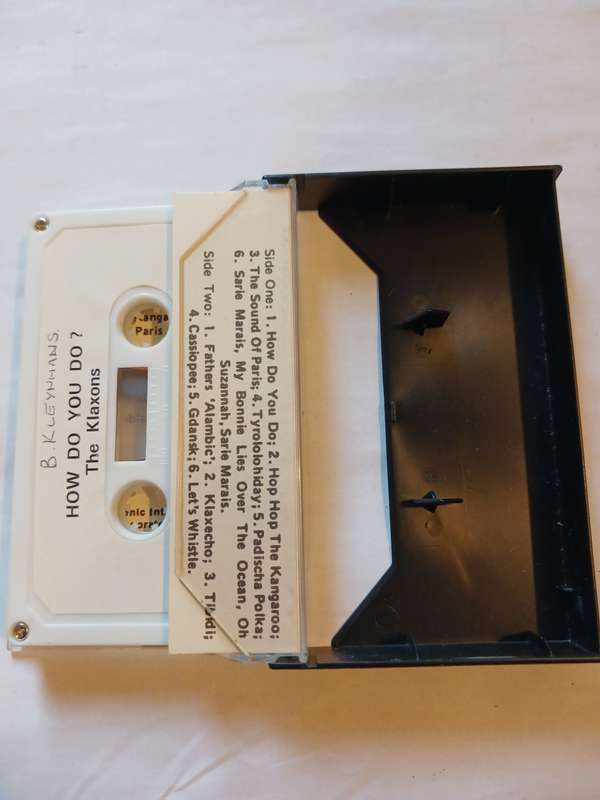 B. KLEYNHANS.
HOW DO YOU DO ?
The Klaxons
Side One: 1. How Do You Do; 2. Hop Hop The Kangaroo;
3. The Sound Of Paris; 4. Tyrololohiday; 5. Padischa Polka;
6. Sarie Marais, My Bonnie Lies Over The Ocean, Oh
Suzannah, Sarie Marais.
Side Two: 1. Fathers 'Alambic'; 2. Klaxecho; 3.
4. Cassiopee; 5. Gdansk; 6. Let's Whistle.
Paris